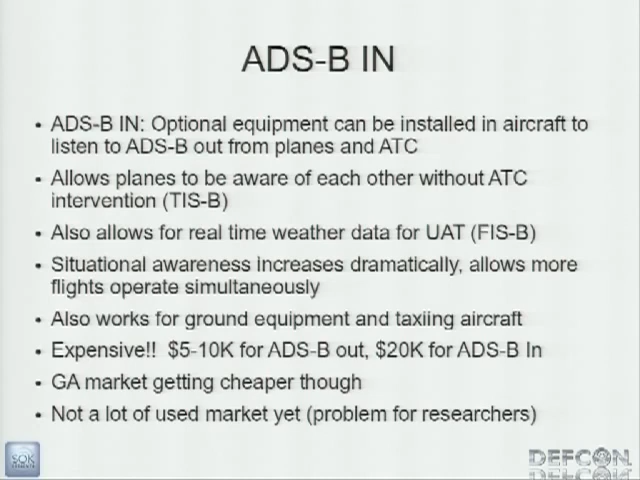 ADS-B IN
• ADS-B IN: Optional equipment can be installed in aircraft to
listen to ADS-B out from planes and ATC
• Allows planes to be aware of each other without ATC
intervention (TIS-B)
• Also allows for real time weather data for UAT (FIS-B)
• Situational awareness increases dramatically, allows more
flights operate simultaneously
• Also works for ground equipment and taxiing aircraft
• Expensive!! $5-10K for ADS-B out, $20K for ADS-B In
• GA market getting cheaper though
• Not a lot of used market yet (problem for researchers)
SOK
DEFCON